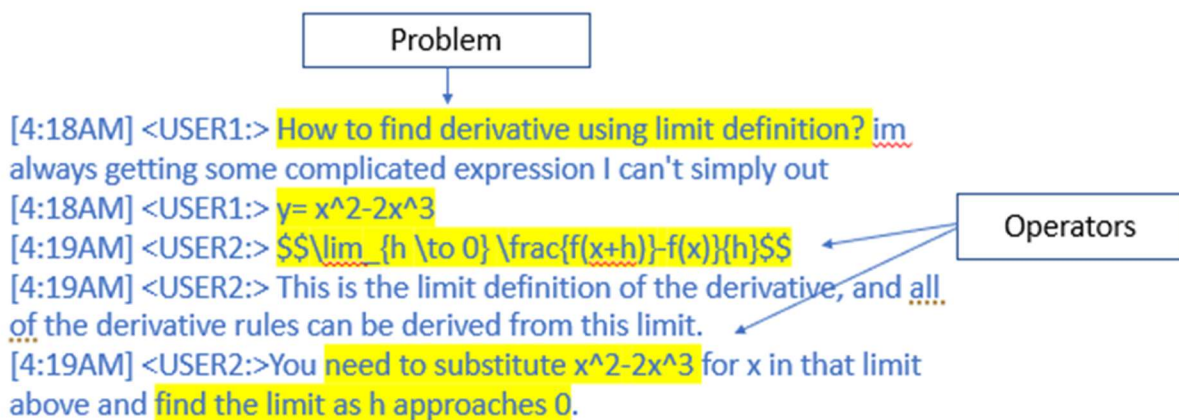 Problem
[4:18AM] <USER1:> How to find derivative using limit definition? im
always getting some complicated expression I can't simply out
[4:18AM] <USER1:> y= x^2-2x^3
[4:19AM] <USER2:> $$\lim_{h \to 0} \frac{f(x+h)}-f(x)}{h}$$
Operators
[4:19AM] <USER2:> This is the limit definition of the derivative, and all
of the derivative rules can be derived from this limit.
[4:19AM] <USER2:>You need to substitute x^2-2x^3 for x in that limit
above and find the limit as h approaches 0.